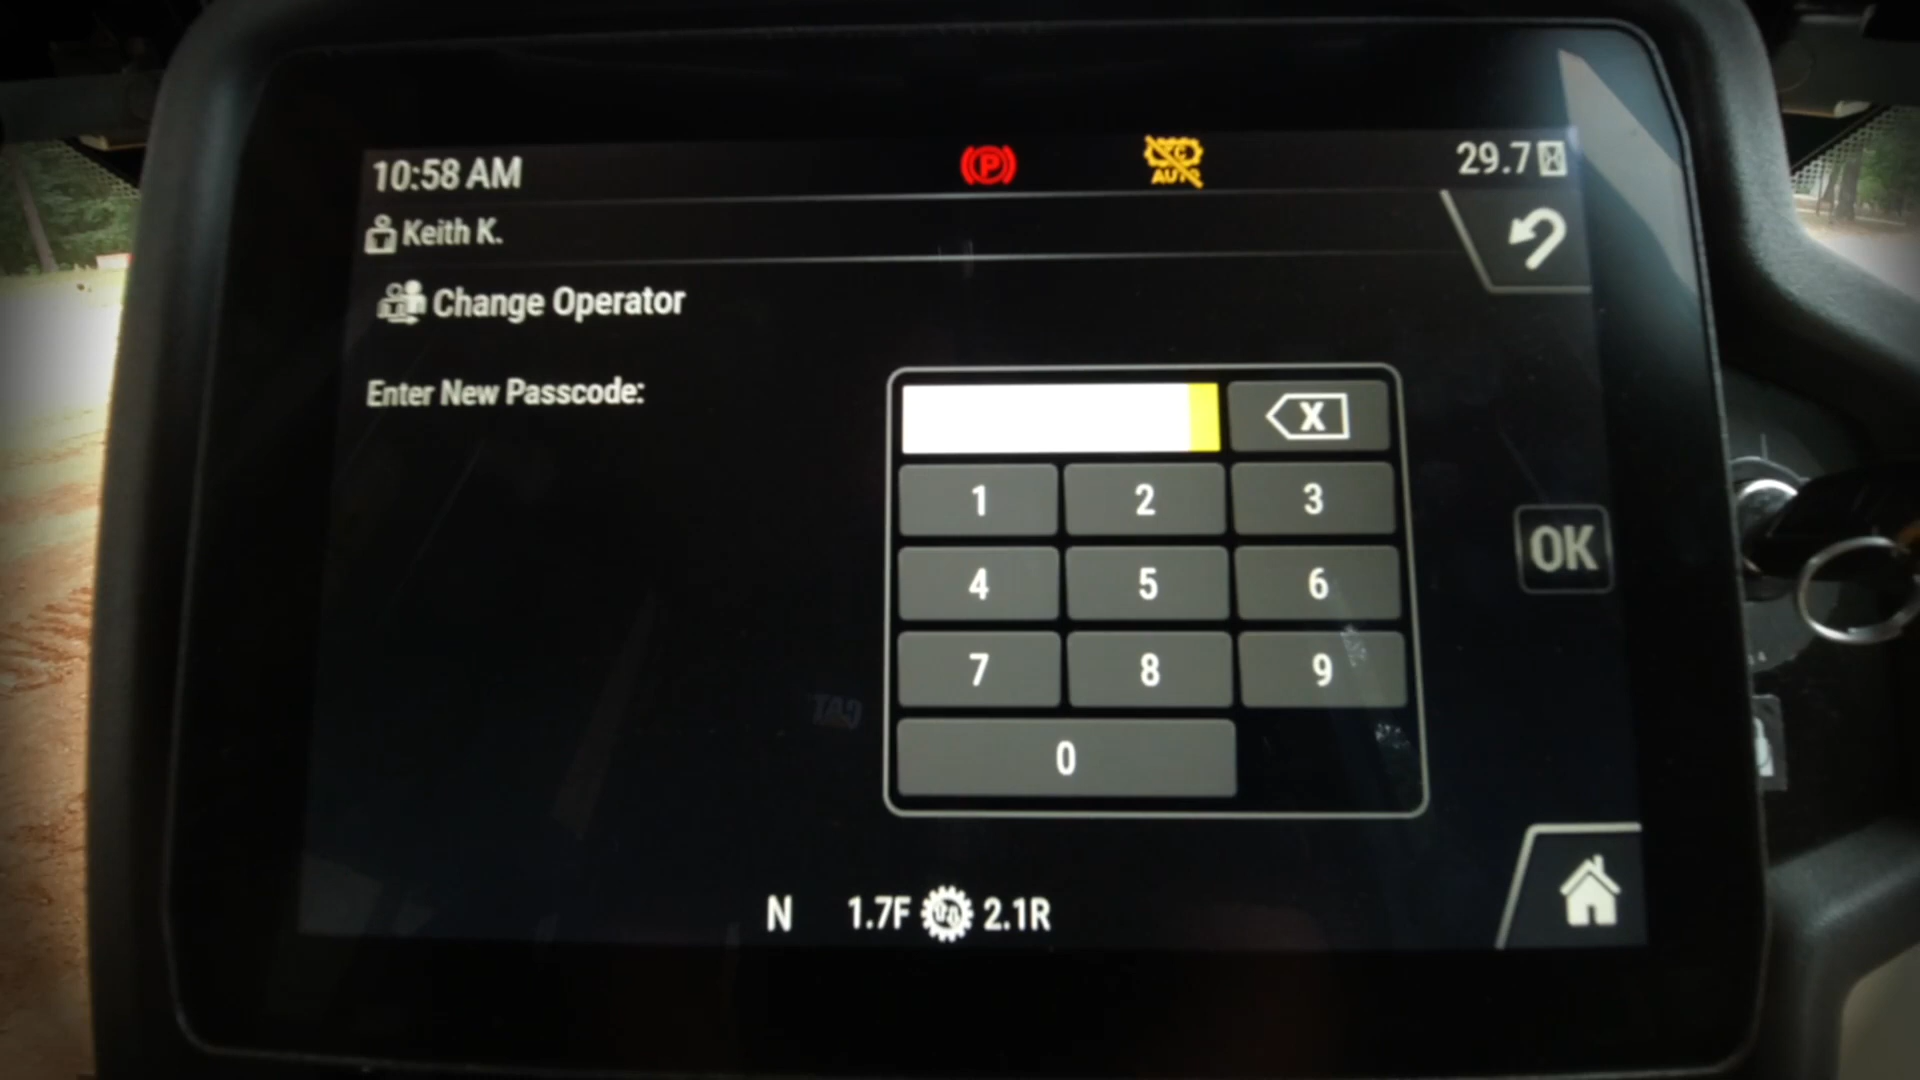 10:58 AM
P
C
AUTO
29.7
Keith K.
Change Operator
Enter New Passcode:
X
1 2 3
4 5 6
OK
7 8 9
0
N 1.7F 2.1R